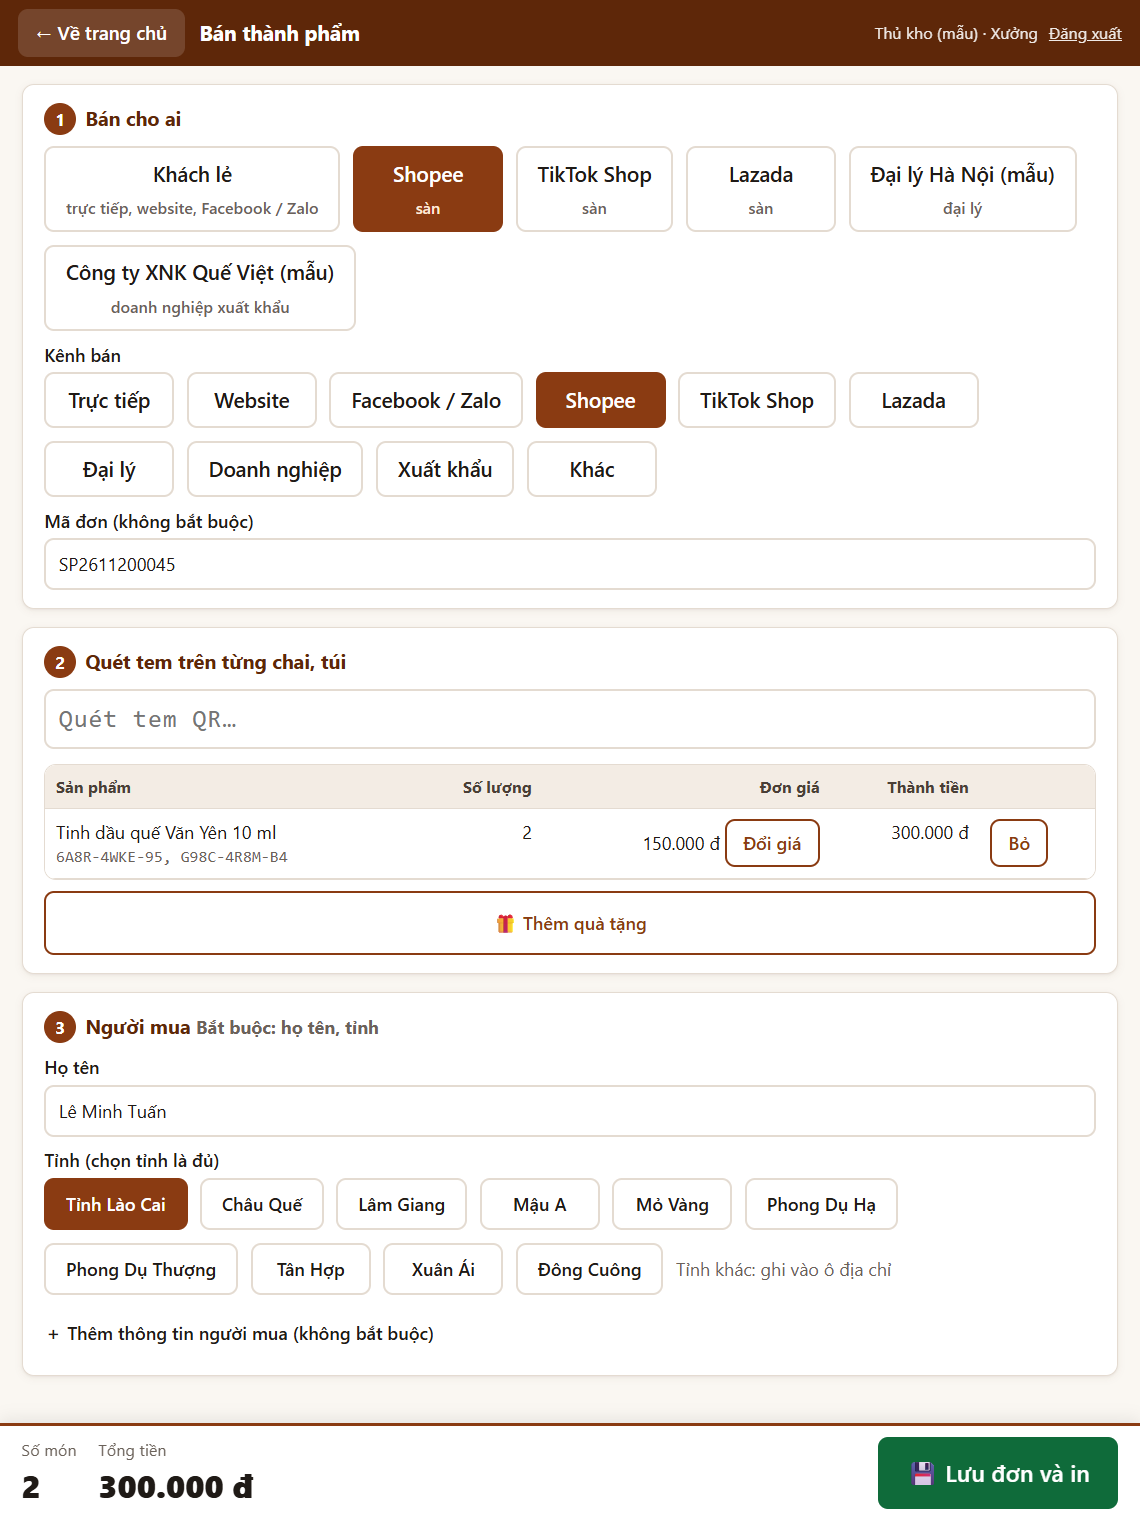 ← Về trang chủ
Bán thành phẩm
Thủ kho (mẫu) · Xưởng Đăng xuất
1 Bán cho ai
Khách lẻ
trực tiếp, website, Facebook / Zalo
Shopee
sàn
TikTok Shop
sàn
Lazada
sàn
Đại lý Hà Nội (mẫu)
đại lý
Công ty XNK Quế Việt (mẫu)
doanh nghiệp xuất khẩu
Kênh bán
Trực tiếp
Website
Facebook / Zalo
Shopee
TikTok Shop
Lazada
Đại lý
Doanh nghiệp
Xuất khẩu
Khác
Mã đơn (không bắt buộc)
SP2611200045
2 Quét tem trên từng chai, túi
Quét tem QR…
Sản phẩm Số lượng Đơn giá Thành tiền
Tinh dầu quế Văn Yên 10 ml 2 150.000 đ Đổi giá 300.000 đ Bỏ
6A8R-4WKE-95, G98C-4R8M-B4
🎁 Thêm quà tặng
3 Người mua Bắt buộc: họ tên, tỉnh
Họ tên
Lê Minh Tuấn
Tỉnh (chọn tỉnh là đủ)
Tỉnh Lào Cai
Châu Quế
Lâm Giang
Mậu A
Mỏ Vàng
Phong Dụ Hạ
Phong Dụ Thượng
Tân Hợp
Xuân Ái
Đông Cuông
Tỉnh khác: ghi vào ô địa chỉ
+ Thêm thông tin người mua (không bắt buộc)
Số món Tổng tiền
2 300.000 đ
💾 Lưu đơn và in